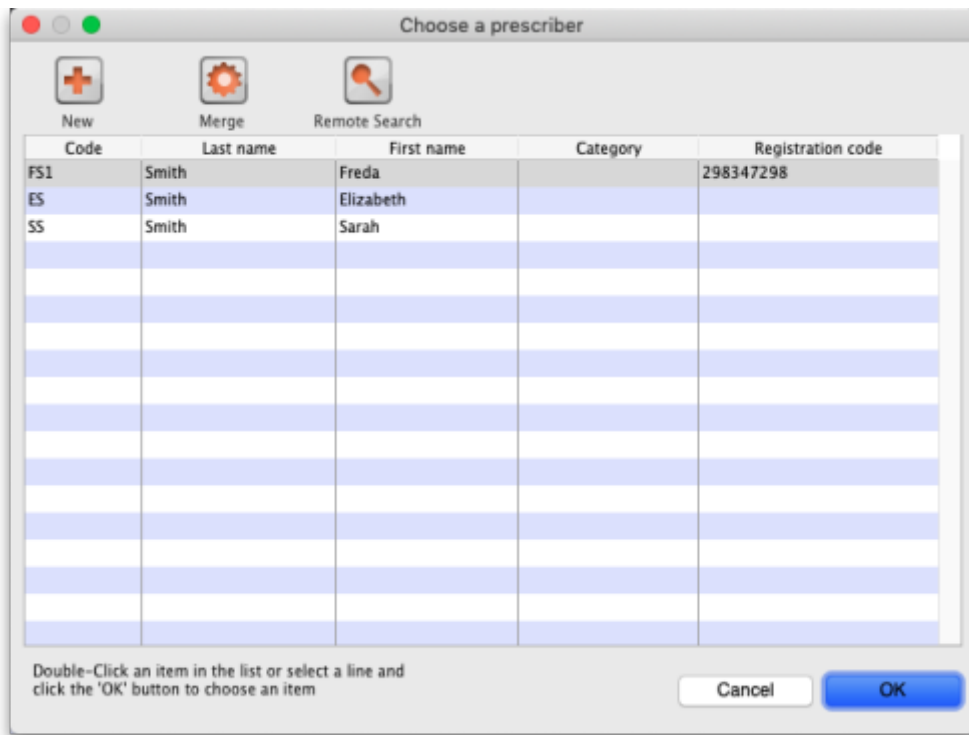 Choose a prescriber
New Merge Remote Search
Code Last name First name Category Registration code
FS1 Smith Freda 298347298
ES Smith Elizabeth
SS Smith Sarah
Double-Click an item in the list or select a line and
click the 'OK' button to choose an item
Cancel OK